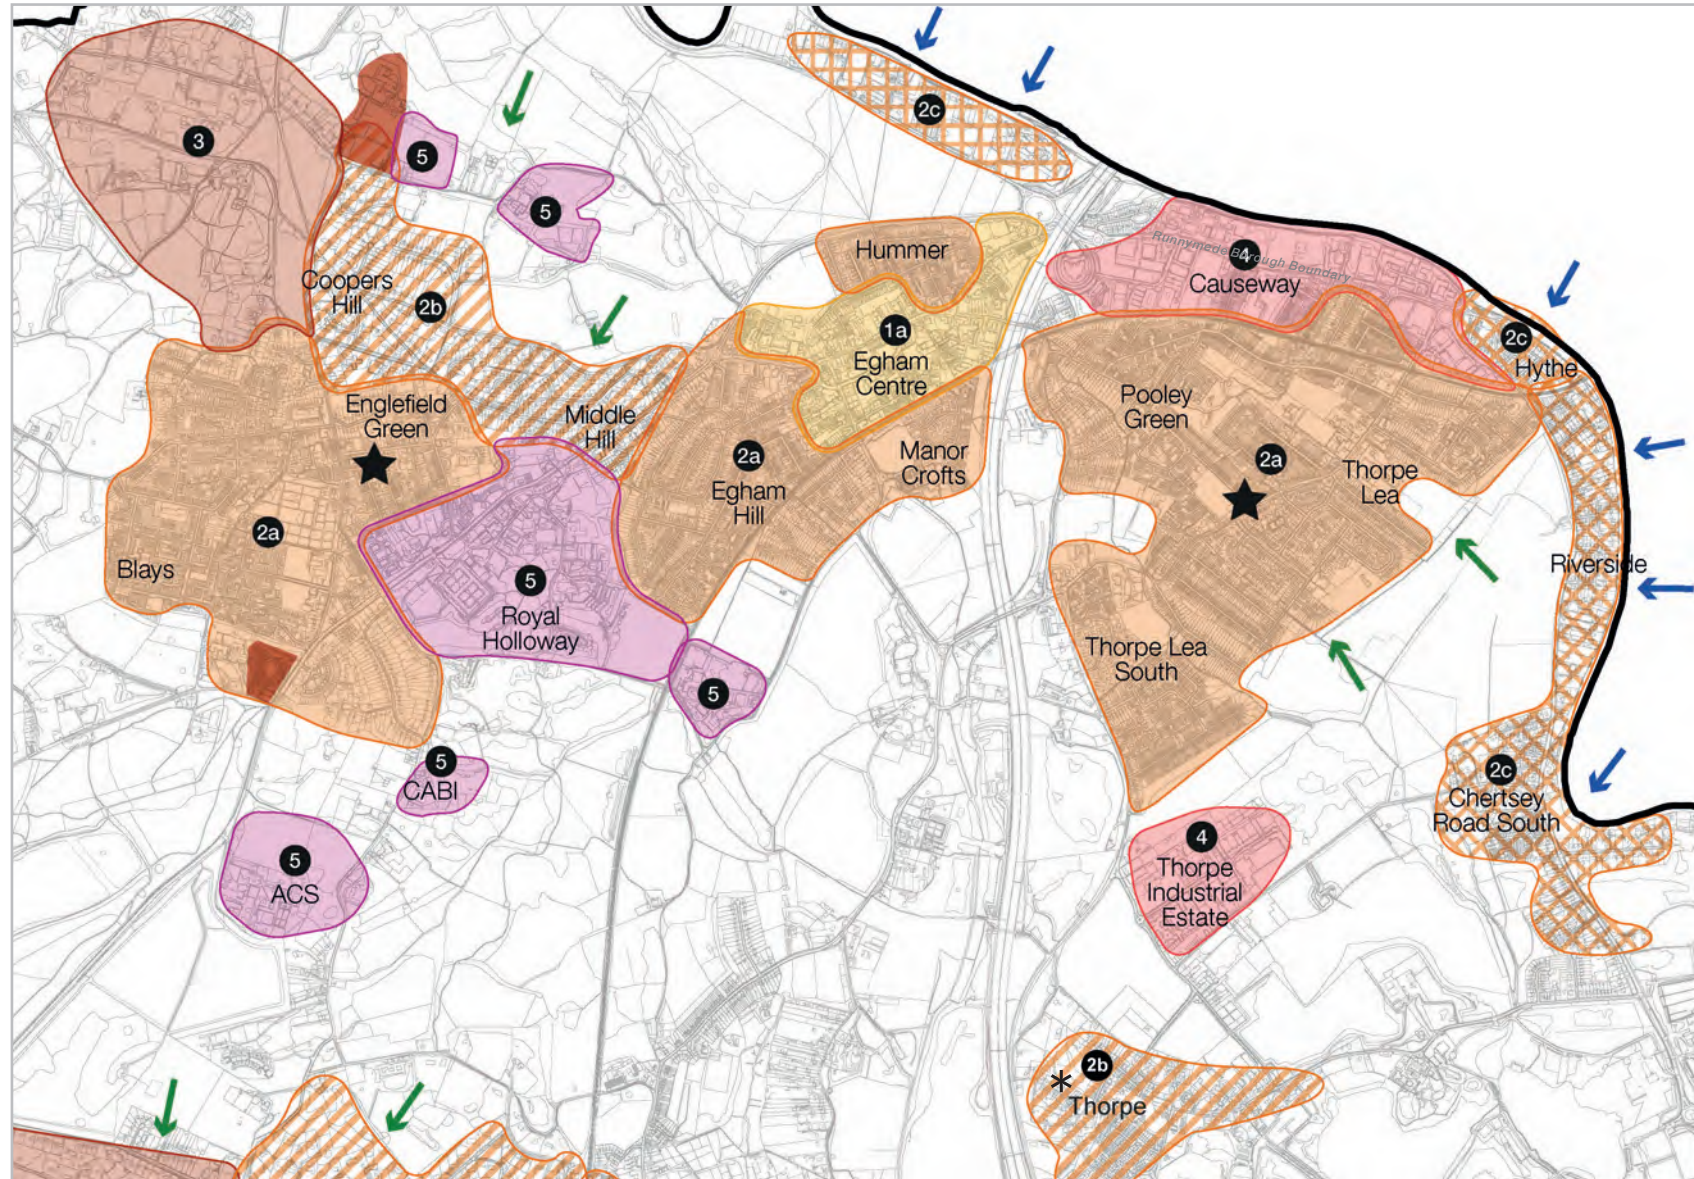 2c
3
5
5
Hummer
4
Runnymede Borough Boundary
Causeway
Coopers
Hill
2b
1a
Egham
Centre
2c
Hythe
Englefield
Green
Middle
Hill
Pooley
Green
Manor
Crofts
2a
Egham
Hill
2a
Thorpe
Lea
2a
Blays
5
Royal
Holloway
Riverside
Thorpe Lea
South
5
5
CABI
2c
Chertsey
Road South
4
Thorpe
Industrial
Estate
5
ACS
2b
* Thorpe